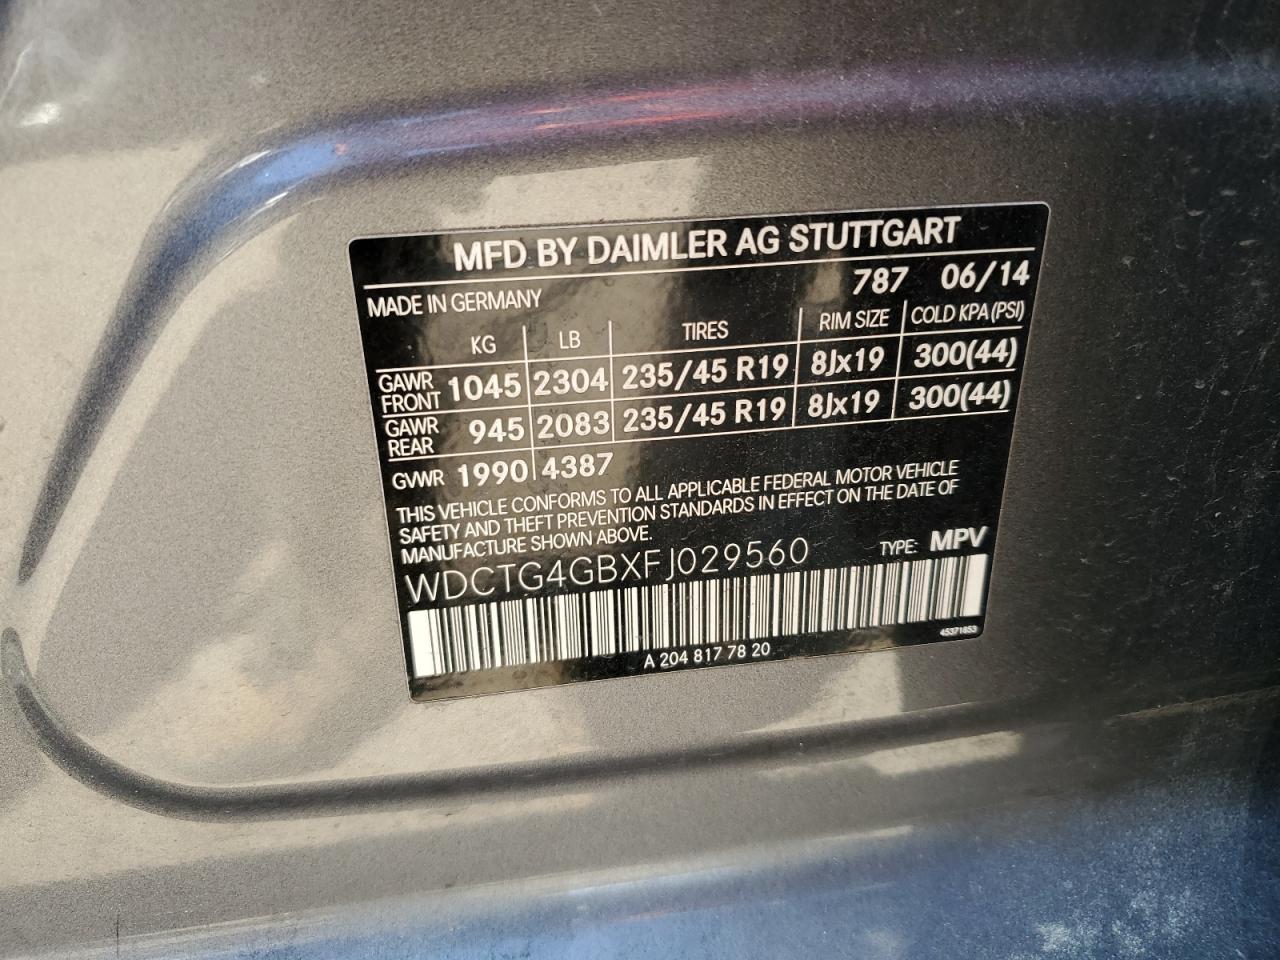 MFD BY DAIMLER AG STUTTGART
787 06/14
MADE IN GERMANY
KG LB TIRES RIM SIZE COLD KPA (PSI)
GAWR FRONT 1045 2304 235/45 R19 8Jx19 300(44)
GAWR REAR 945 2083 235/45 R19 8Jx19 300(44)
GVWR 1990 4387
THIS VEHICLE CONFORMS TO ALL APPLICABLE FEDERAL MOTOR VEHICLE
SAFETY AND THEFT PREVENTION STANDARDS IN EFFECT ON THE DATE OF
MANUFACTURE SHOWN ABOVE.
WDCTG4GBXFJ029560 TYPE: MPV
45371853
A 204 817 78 20